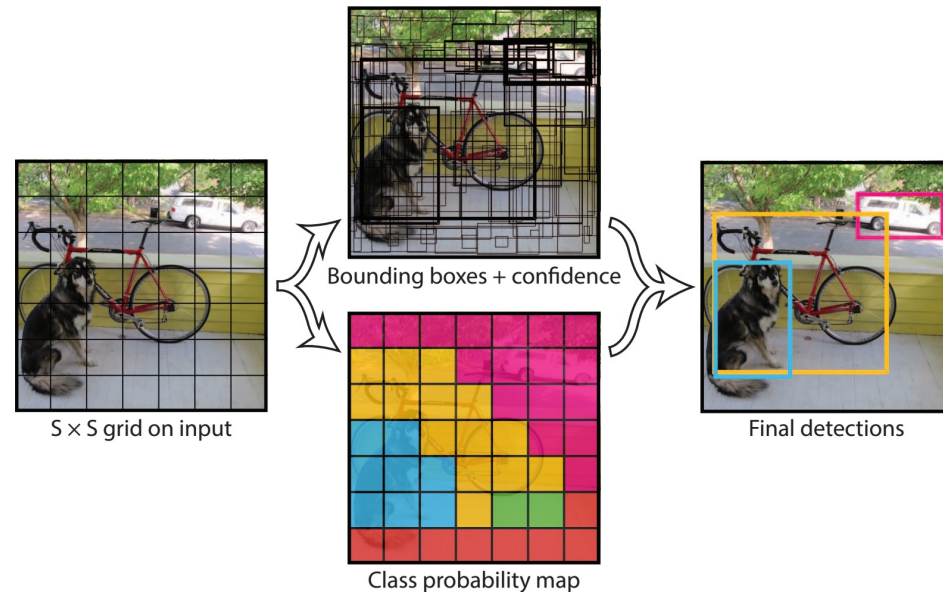 S × S grid on input
Bounding boxes + confidence
Class probability map
Final detections